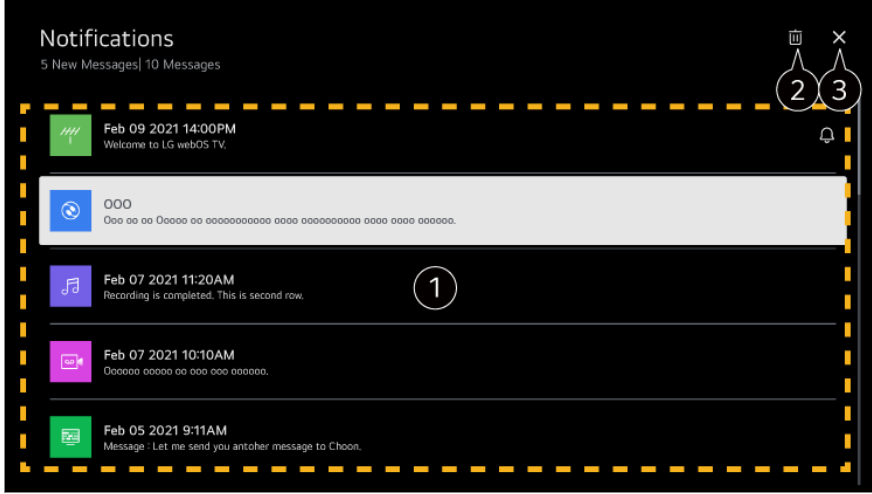 Notifications
5 New Messages| 10 Messages
2 3
Feb 09 2021 14:00PM
Welcome to LG webOS TV.
OOO
Ooo oo oo Ooooo oo ooooooooooo oooo oooooooooo oooo oooo oooooo.
Feb 07 2021 11:20AM
Recording is completed. This is second row.
1
Feb 07 2021 10:10AM
Oooooo ooooo oo ooo ooo oooooo.
Feb 05 2021 9:11AM
Message : Let me send you antoher message to Choon.